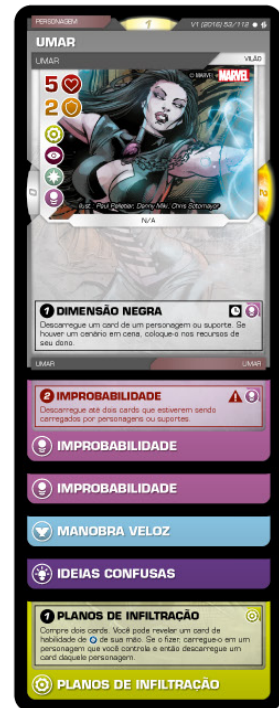 PERSONAGEM
1
V1 (2016) 53/112
UMAR
UMAR
VILÃO
5
© MARVEL MARVEL
2
0
2
Ilust.: Paul Pelletier, Danny Miki, Chris Sotomayor
N/A
1 DIMENSÃO NEGRA
Descarregue um card de um personagem ou suporte. Se
houver um cenário em cena, coloque-o nos recursos de
seu dono.
UMAR
UMAR
2 IMPROBABILIDADE
Descarregue até dois cards que estiverem sendo
carregados por personagens ou suportes.
IMPROBABILIDADE
IMPROBABILIDADE
MANOBRA VELOZ
IDEIAS CONFUSAS
1 PLANOS DE INFILTRAÇÃO
Compre dois cards. Você pode revelar um card de
habilidade de de sua mão. Se o fizer, carregue-o em um
personagem que você controla e então descarregue um
card daquele personagem.
PLANOS DE INFILTRAÇÃO